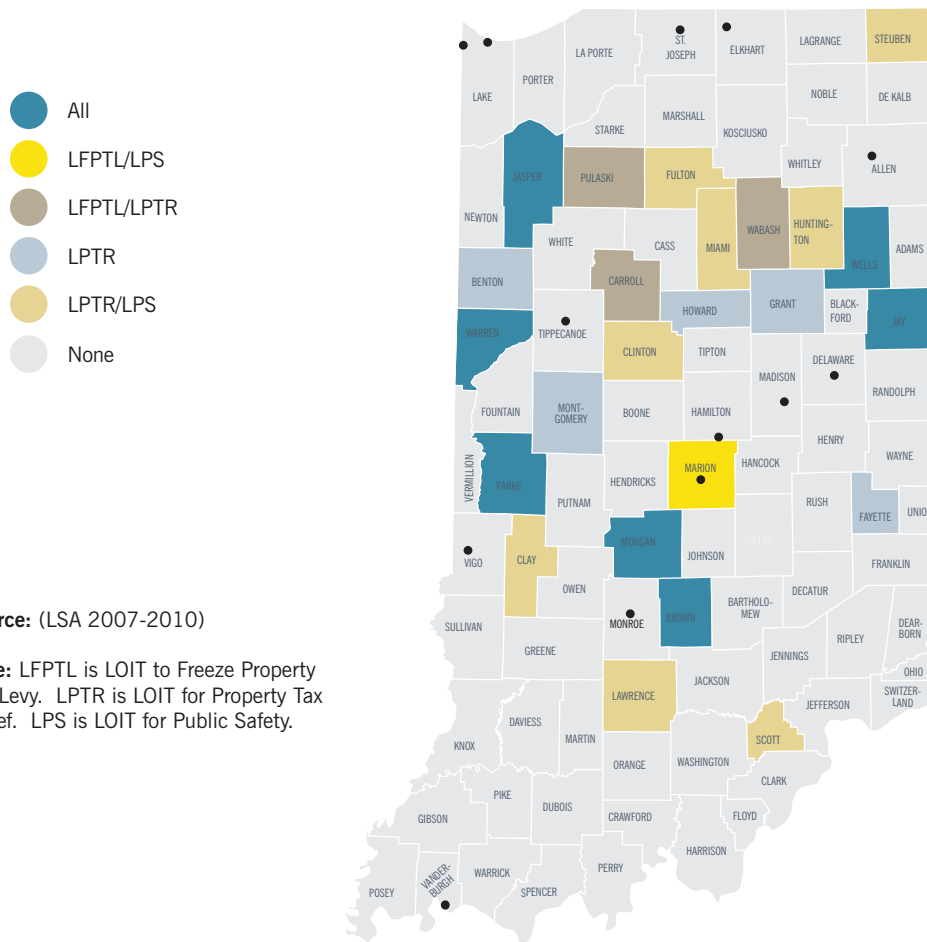 All
LFPTL/LPS
LFPTL/LPTR
LPTR
LPTR/LPS
None
rce: (LSA 2007-2010)
e: LFPTL is LOIT to Freeze Property
Levy. LPTR is LOIT for Property Tax
ef. LPS is LOIT for Public Safety.
LAKE
PORTER
LA PORTE
ST.
JOSEPH
ELKHART
LAGRANGE
STEUBEN
NOBLE
DE KALB
STARKE
MARSHALL
KOSCIUSKO
WHITLEY
ALLEN
NEWTON
JASPER
PULASKI
FULTON
WHITE
CASS
MIAMI
WABASH
HUNTING-
TON
WELLS
ADAMS
BENTON
CARROLL
HOWARD
GRANT
BLACK-
FORD
JAY
WARREN
TIPPECANOE
CLINTON
TIPTON
MADISON
DELAWARE
RANDOLPH
FOUNTAIN
MONT-
GOMERY
BOONE
HAMILTON
HENRY
WAYNE
VERMILLION
PARKE
PUTNAM
HENDRICKS
MARION
HANCOCK
RUSH
FAYETTE
UNIO
VIGO
CLAY
OWEN
MORGAN
JOHNSON
SHELBY
FRANKLIN
DECATUR
SULLIVAN
GREENE
MONROE
BROWN
BARTHOLO-
MEW
JENNINGS
RIPLEY
DEAR-
BORN
OHIO
SWITZER-
LAND
JEFFERSON
KNOX
DAVIESS
MARTIN
LAWRENCE
JACKSON
SCOTT
ORANGE
WASHINGTON
CLARK
GIBSON
PIKE
DUBOIS
CRAWFORD
FLOYD
HARRISON
POSEY
VANDER-
BURGH
WARRICK
SPENCER
PERRY